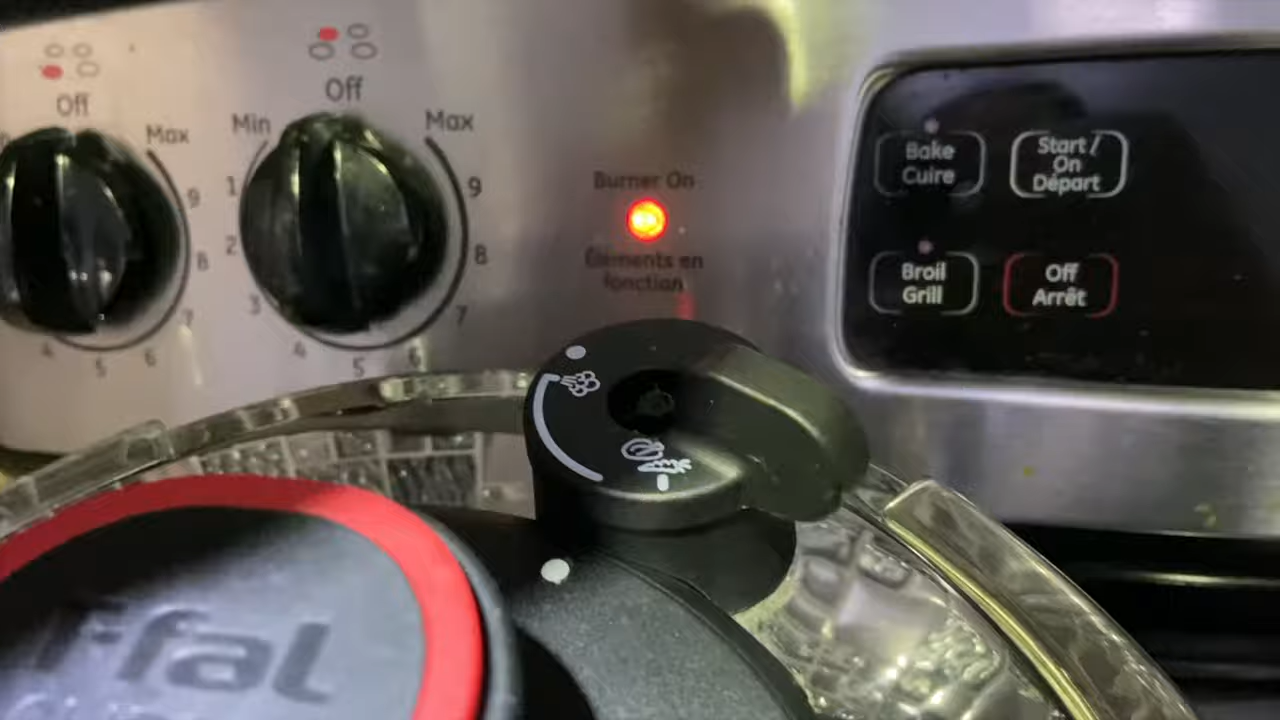 Off
Max
9
8
7
4
5
6
Off
Min
Max
1
2
3
4
5
6
7
8
9
Burner On
Éléments en
fonction
Bake
Cuire
Start /
On
Départ
Broil
Grill
Off
Arrêt
fal